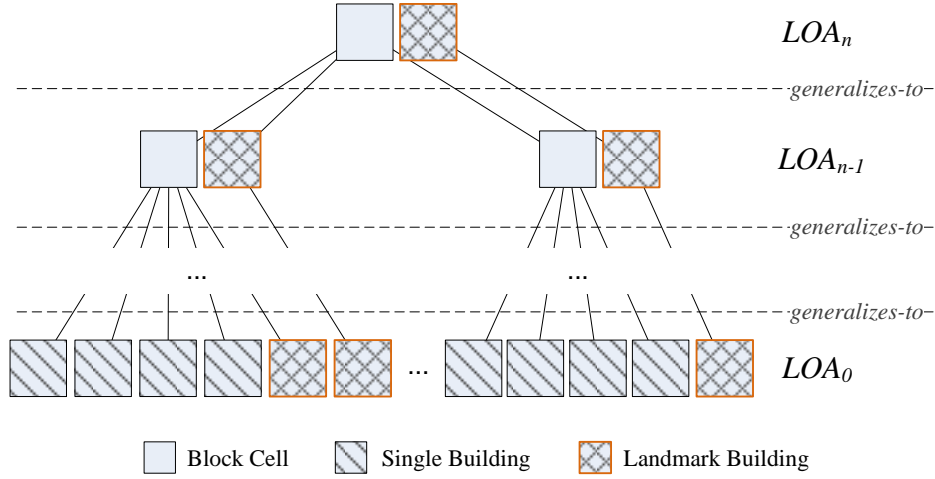 LOAn
generalizes-to
LOAn-1
generalizes-to
...
...
generalizes-to
...
LOA0
Block Cell
Single Building
Landmark Building